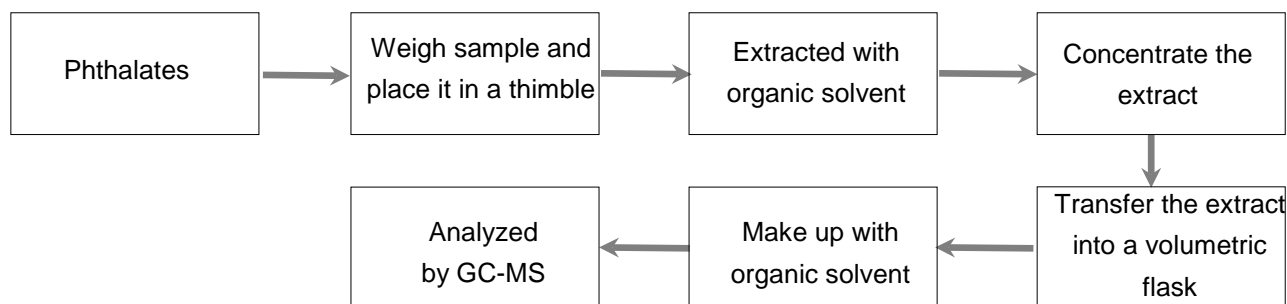 Phthalates
Weigh sample and
place it in a thimble
Extracted with
organic solvent
Concentrate the
extract
Transfer the extract
into a volumetric
flask
Make up with
organic solvent
Analyzed
by GC-MS